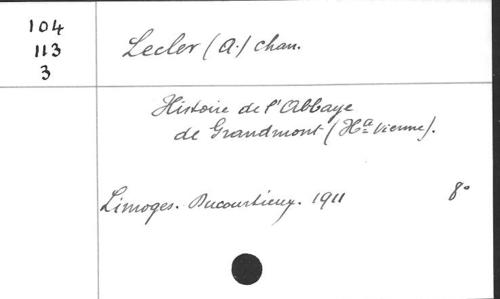 104
113
3
Lecler (A.) chan.
Histoire de l'Abbaye
de Grandmont (Hte Vienne).
Limoges. Ducourtieux. 1911 8°